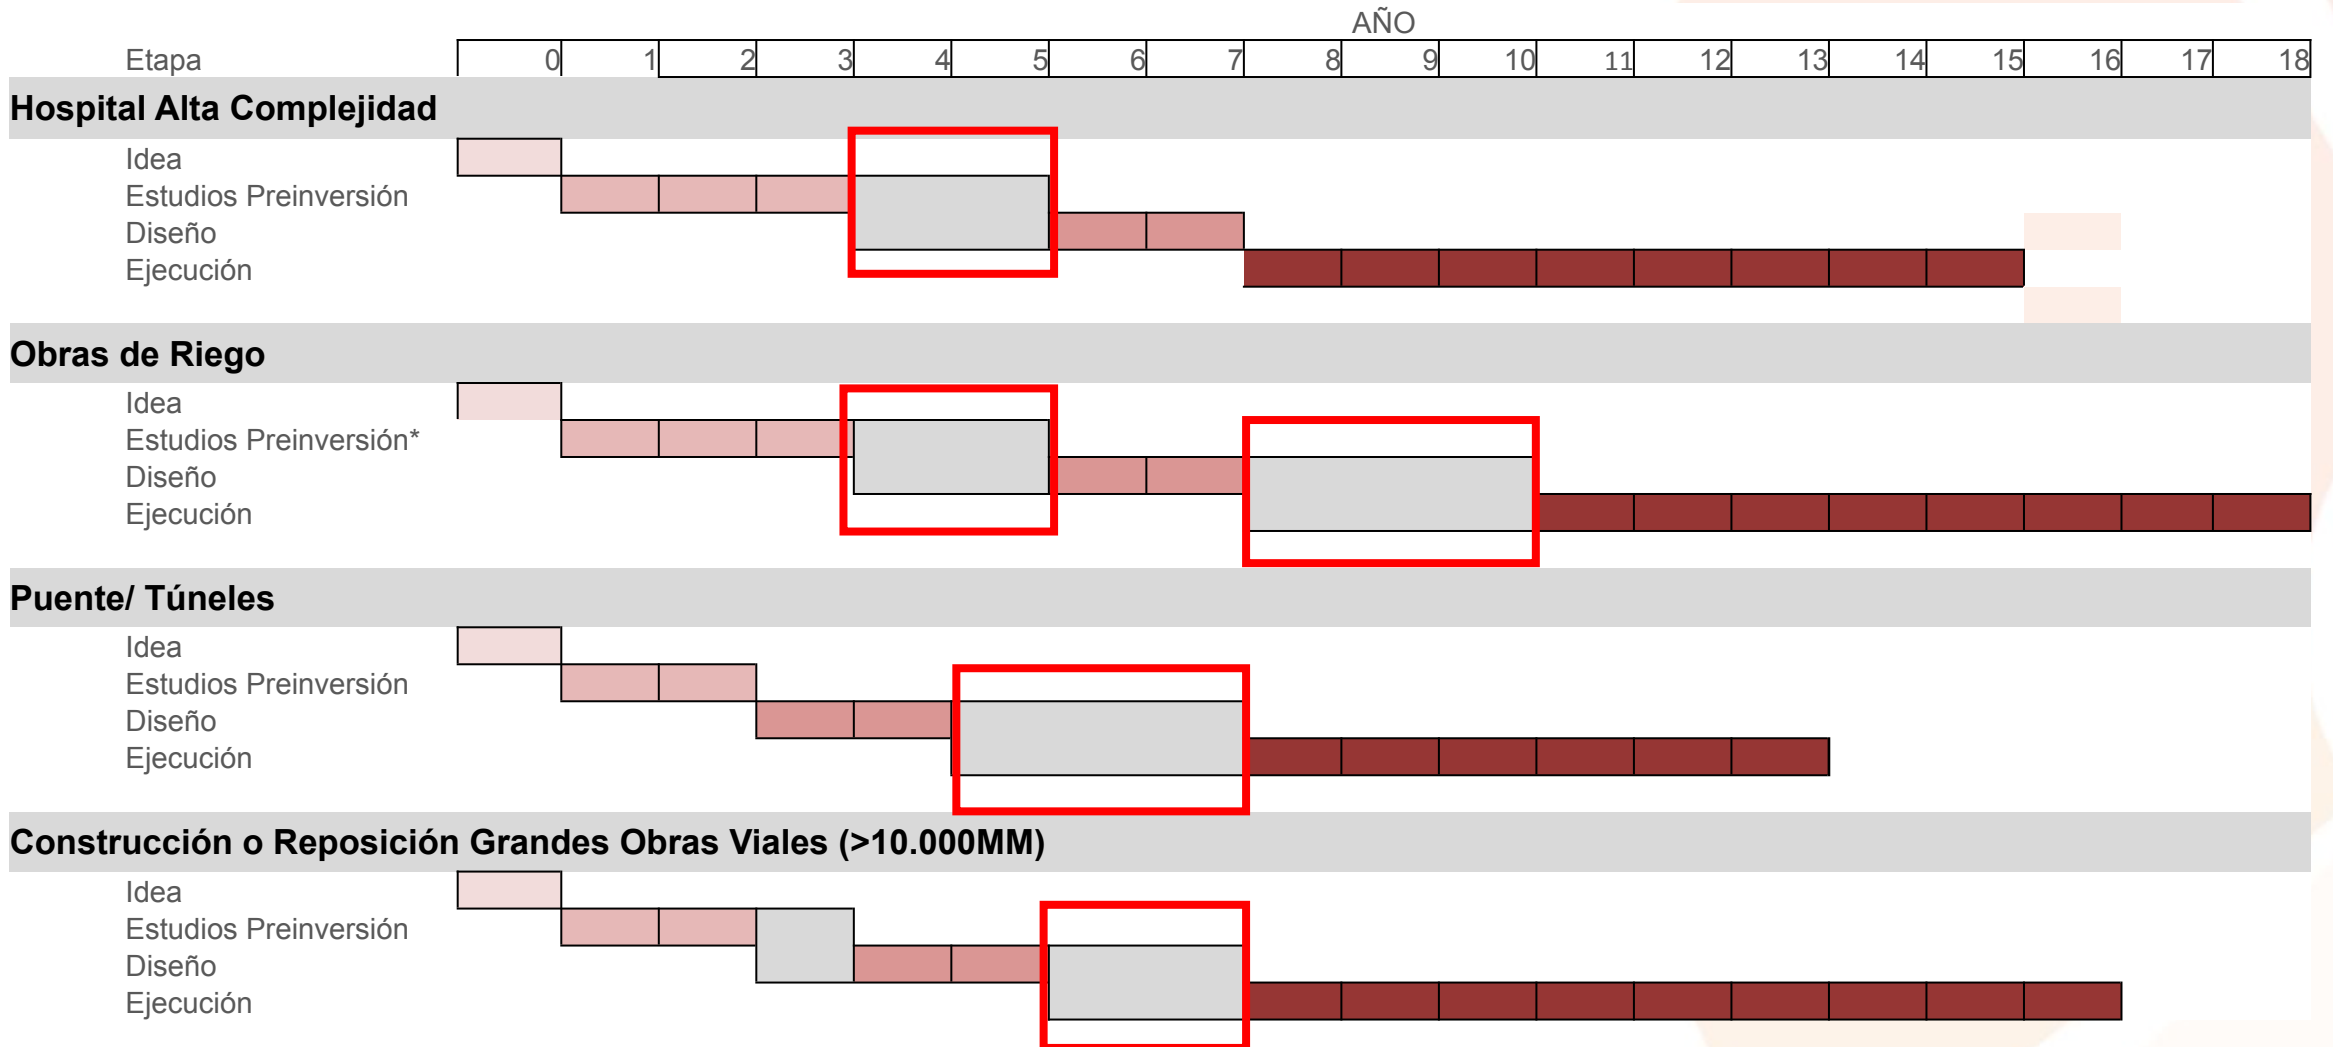 AÑO
Etapa 0 1 2 3 4 5 6 7 8 9 10 11 12 13 14 15 16 17 18
Hospital Alta Complejidad
Idea
Estudios Preinversión
Diseño
Ejecución
Obras de Riego
Idea
Estudios Preinversión*
Diseño
Ejecución
Puente/ Túneles
Idea
Estudios Preinversión
Diseño
Ejecución
Construcción o Reposición Grandes Obras Viales (>10.000MM)
Idea
Estudios Preinversión
Diseño
Ejecución